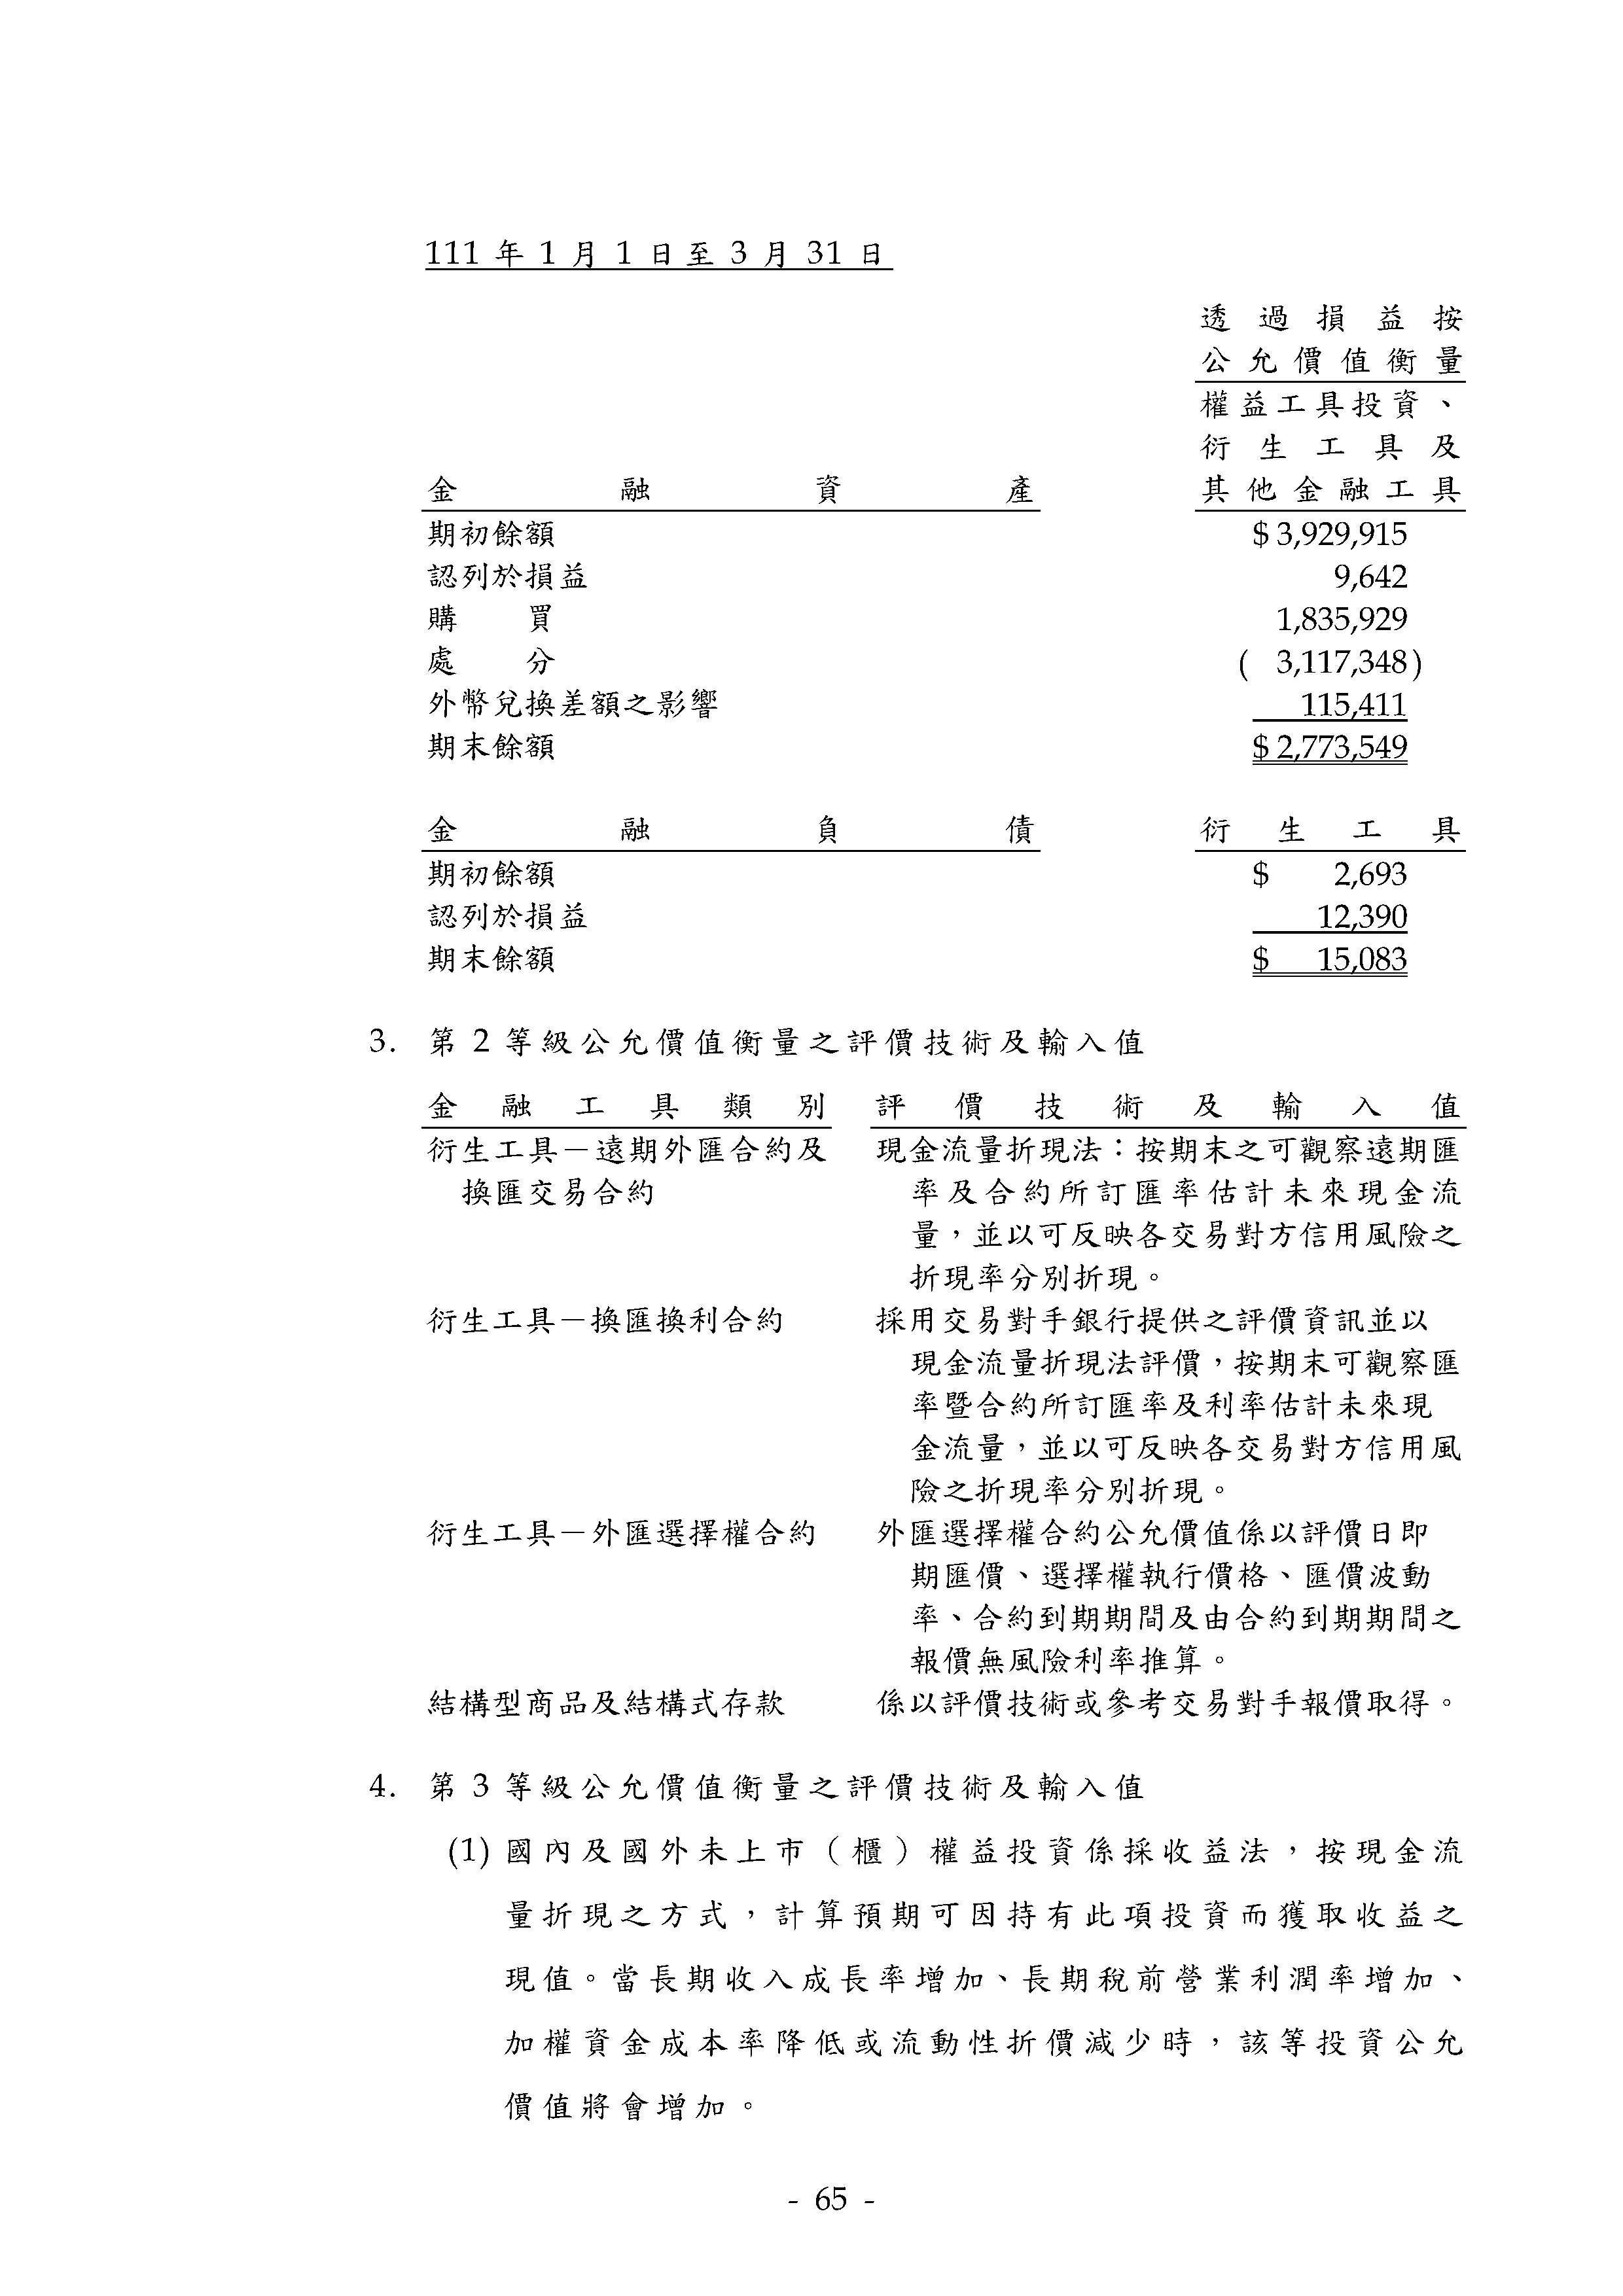 111 年 1 月 1 日至 3 月 31 日
透過損益按
公允價值衡量
權益工具投資、
衍生工具及
金融資產 其他金融工具
期初餘額 $ 3,929,915
認列於損益 9,642
購買 1,835,929
處分 ( 3,117,348)
外幣兌換差額之影響 115,411
期末餘額 $ 2,773,549
金融負債 衍生工具
期初餘額 $ 2,693
認列於損益 12,390
期末餘額 $ 15,083
3. 第 2 等級公允價值衡量之評價技術及輸入值
金融工具類別 評價技術及輸入值
衍生工具－遠期外匯合約及 現金流量折現法：按期末之可觀察遠期匯
換匯交易合約 率及合約所訂匯率估計未來現金流
量，並以可反映各交易對方信用風險之
折現率分別折現。
衍生工具－換匯換利合約 採用交易對手銀行提供之評價資訊並以
現金流量折現法評價，按期末可觀察匯
率暨合約所訂匯率及利率估計未來現
金流量，並以可反映各交易對方信用風
險之折現率分別折現。
衍生工具－外匯選擇權合約 外匯選擇權合約公允價值係以評價日即
期匯價、選擇權執行價格、匯價波動
率、合約到期期間及由合約到期期間之
報價無風險利率推算。
結構型商品及結構式存款 係以評價技術或參考交易對手報價取得。
4. 第 3 等級公允價值衡量之評價技術及輸入值
(1) 國內及國外未上市（櫃）權益投資係採收益法，按現金流
量折現之方式，計算預期可因持有此項投資而獲取收益之
現值。當長期收入成長率增加、長期稅前營業利潤率增加、
加權資金成本率降低或流動性折價減少時，該等投資公允
價值將會增加。
- 65 -